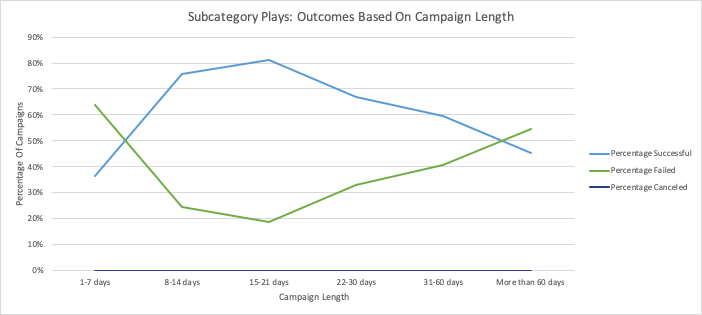 Subcategory Plays: Outcomes Based On Campaign Length
90%
80%
70%
60%
50%
40%
30%
20%
10%
0%
Percentage Of Campaigns
1-7 days
8-14 days
15-21 days
22-30 days
31-60 days
More than 60 days
Campaign Length
Percentage Successful
Percentage Failed
Percentage Canceled